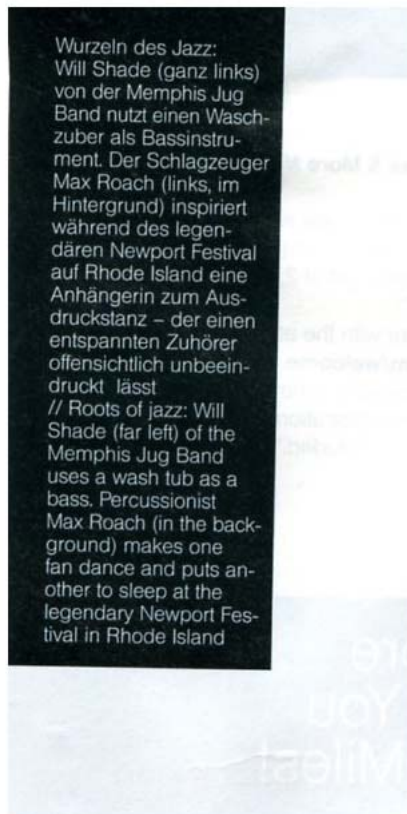 Wurzeln des Jazz:
Will Shade (ganz links)
von der Memphis Jug
Band nutzt einen Wasch-
zuber als Bassinstru-
ment. Der Schlagzeuger
Max Roach (links, im
Hintergrund) inspiriert
während des legen-
dären Newport Festival
auf Rhode Island eine
Anhängerin zum Aus-
druckstanz – der einen
entspannten Zuhörer
offensichtlich unbeein-
druckt lässt
// Roots of jazz: Will
Shade (far left) of the
Memphis Jug Band
uses a wash tub as a
bass. Percussionist
Max Roach (in the back-
ground) makes one
fan dance and puts an-
other to sleep at the
legendary Newport Fes-
tival in Rhode Island